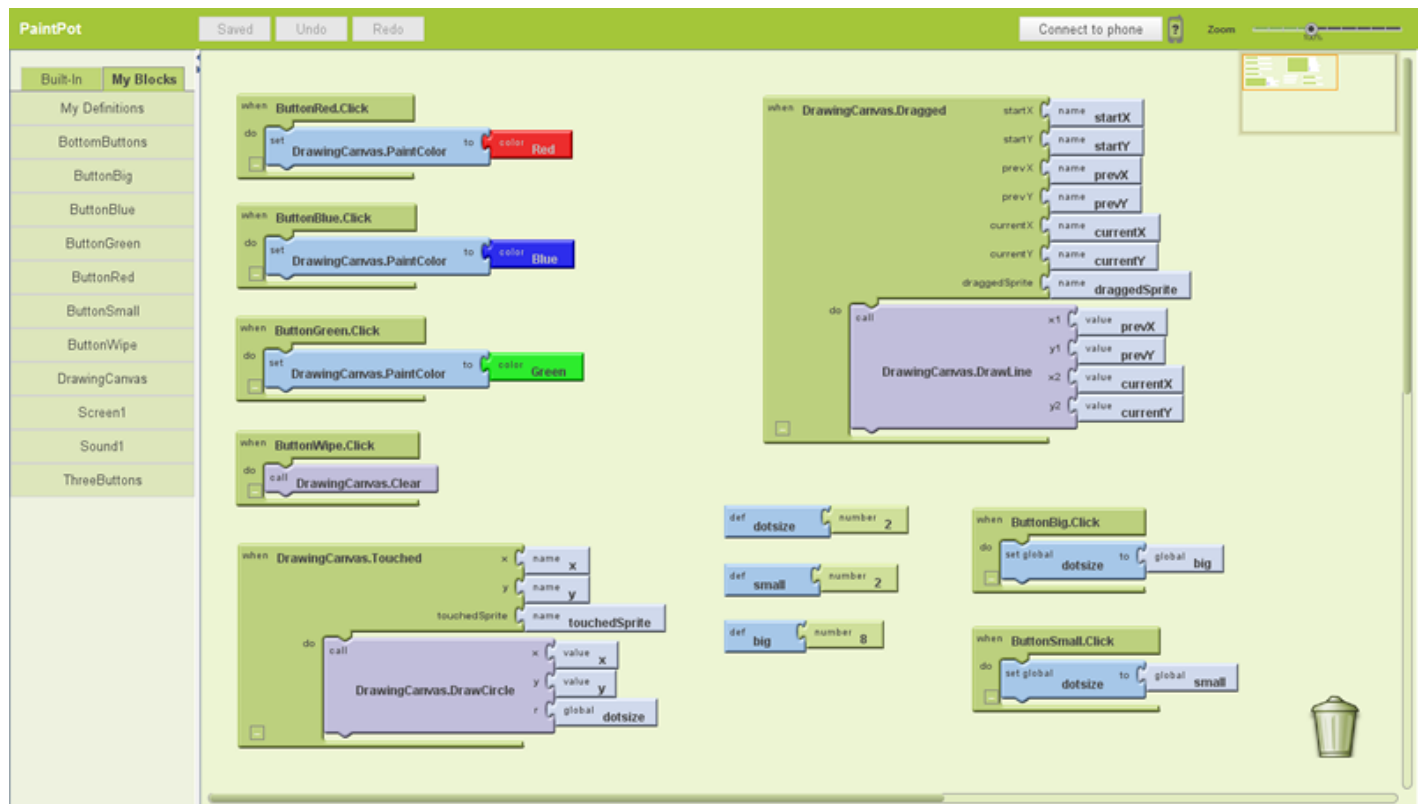 PaintPot Saved Undo Redo Connect to phone ? Zoom 100%
Built-In My Blocks
My Definitions
BottomButtons
ButtonBig
ButtonBlue
ButtonGreen
ButtonRed
ButtonSmall
ButtonWipe
DrawingCanvas
Screen1
Sound1
ThreeButtons
when ButtonRed.Click
do set DrawingCanvas.PaintColor to color Red
when ButtonBlue.Click
do set DrawingCanvas.PaintColor to color Blue
when ButtonGreen.Click
do set DrawingCanvas.PaintColor to color Green
when ButtonWipe.Click
do call DrawingCanvas.Clear
when DrawingCanvas.Touched x name x
y name y
touchedSprite name touchedSprite
do call x value x
DrawingCanvas.DrawCircle y value y
r global dotsize
when DrawingCanvas.Dragged startX name startX
startY name startY
prevX name prevX
prevY name prevY
currentX name currentX
currentY name currentY
draggedSprite name draggedSprite
do call x1 value prevX
y1 value prevY
DrawingCanvas.DrawLine x2 value currentX
y2 value currentY
def dotsize number 2
def small number 2
def big number 8
when ButtonBig.Click
do set global dotsize to global big
when ButtonSmall.Click
do set global dotsize to global small